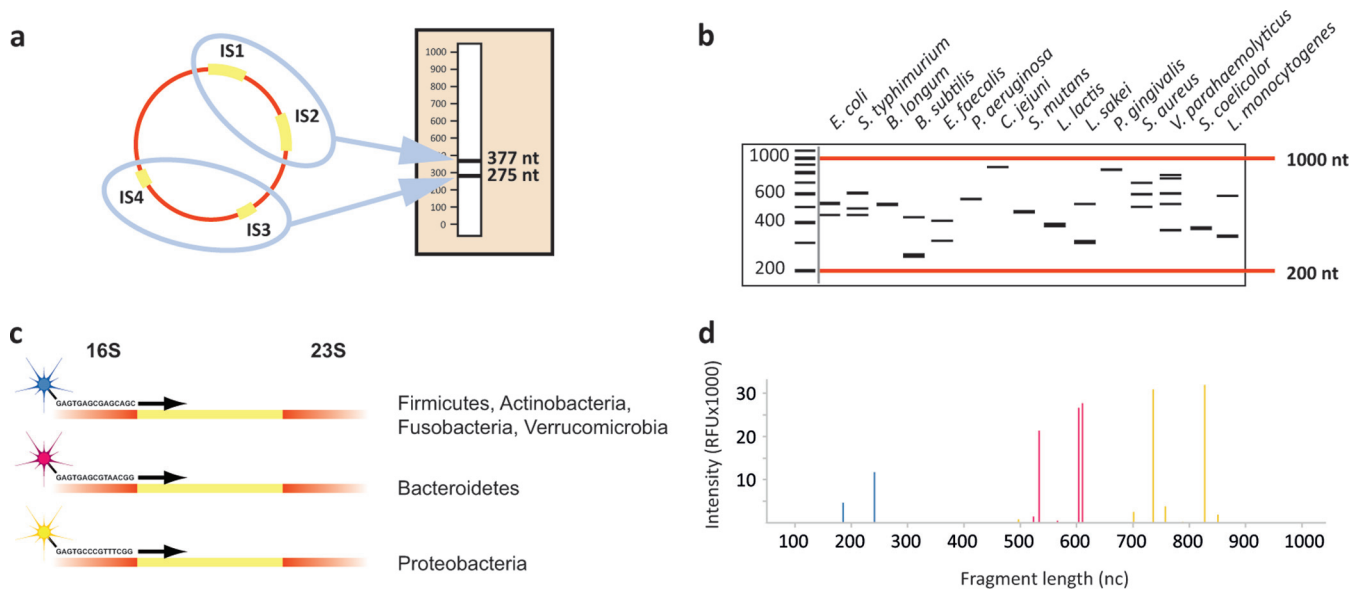 a
IS1
IS2
IS3
IS4
1000
900
800
700
600
500
400
300
200
100
0
377 nt
275 nt
b
E. coli
S. typhimurium
B. longum
B. subtilis
E. faecalis
P. aeruginosa
C. jejuni
S. mutans
L. lactis
L. sakei
P. gingivalis
S. aureus
V. parahaemolyticus
S. coelicolor
L. monocytogenes
1000
600
400
200
1000 nt
200 nt
c
16S 23S
GAGTGAGCGAGCAGC
Firmicutes, Actinobacteria,
Fusobacteria, Verrucomicrobia
GAGTGAGCGTAACGG
Bacteroidetes
GAGTGCCCGTTTCGG
Proteobacteria
d
Intensity (RFUx1000)
30
20
10
100 200 300 400 500 600 700 800 900 1000
Fragment length (nc)